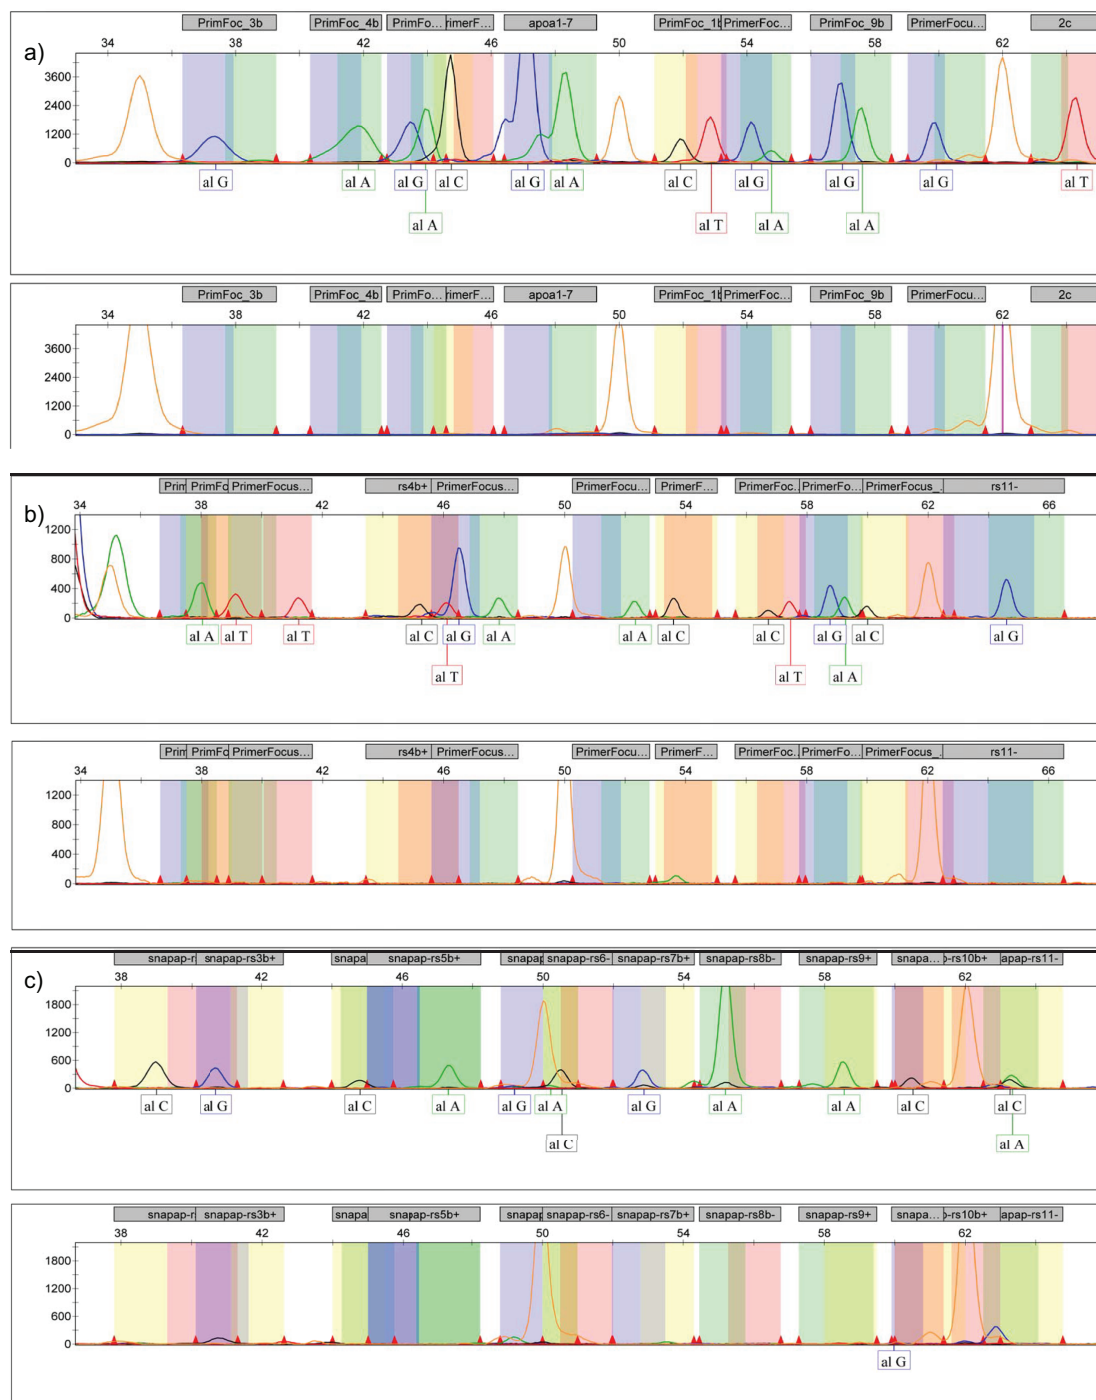 a)
PrimFoc_3b PrimFoc_4b PrimFo... rimerF... apoa1-7 PrimFoc_1b PrimerFoc... PrimFoc_9b PrimerFocu... 2c
34 38 42 46 50 54 58 62
3600
2400
1200
0
al G al A al G al C al G al A al C al G al G al G al T
al A al T al A al A
PrimFoc_3b PrimFoc_4b PrimFo... rimerF... apoa1-7 PrimFoc_1b PrimerFoc... PrimFoc_9b PrimerFocu... 2c
34 38 42 46 50 54 58 62
3600
2400
1200
0
b)
Prim PrimFo PrimerFocus... rs4b+ PrimerFocus... PrimerFocu... PrimerF... PrimerFoc... PrimerFo... PrimerFocus_... rs11-
34 38 42 46 50 54 58 62 66
1200
800
400
0
al A al T al T al C al G al A al A al C al C al G al C al G
al T al T al A
Prim PrimFo PrimerFocus... rs4b+ PrimerFocus... PrimerFocu... PrimerF... PrimerFoc... PrimerFo... PrimerFocus_... rs11-
34 38 42 46 50 54 58 62 66
1200
800
400
0
c)
snapap-r snapap-rs3b+ snapa snapap-rs5b+ snapap snapap-rs6- snapap-rs7b+ snapap-rs8b- snapap-rs9+ snapa... p-rs10b+ apap-rs11-
38 42 46 50 54 58 62
1800
1200
600
0
al C al G al C al A al G al A al G al A al A al C al C
al C al A
snapap-r snapap-rs3b+ snapa snapap-rs5b+ snapap snapap-rs6- snapap-rs7b+ snapap-rs8b- snapap-rs9+ snapa... p-rs10b+ apap-rs11-
38 42 46 50 54 58 62
1800
1200
600
0
al G